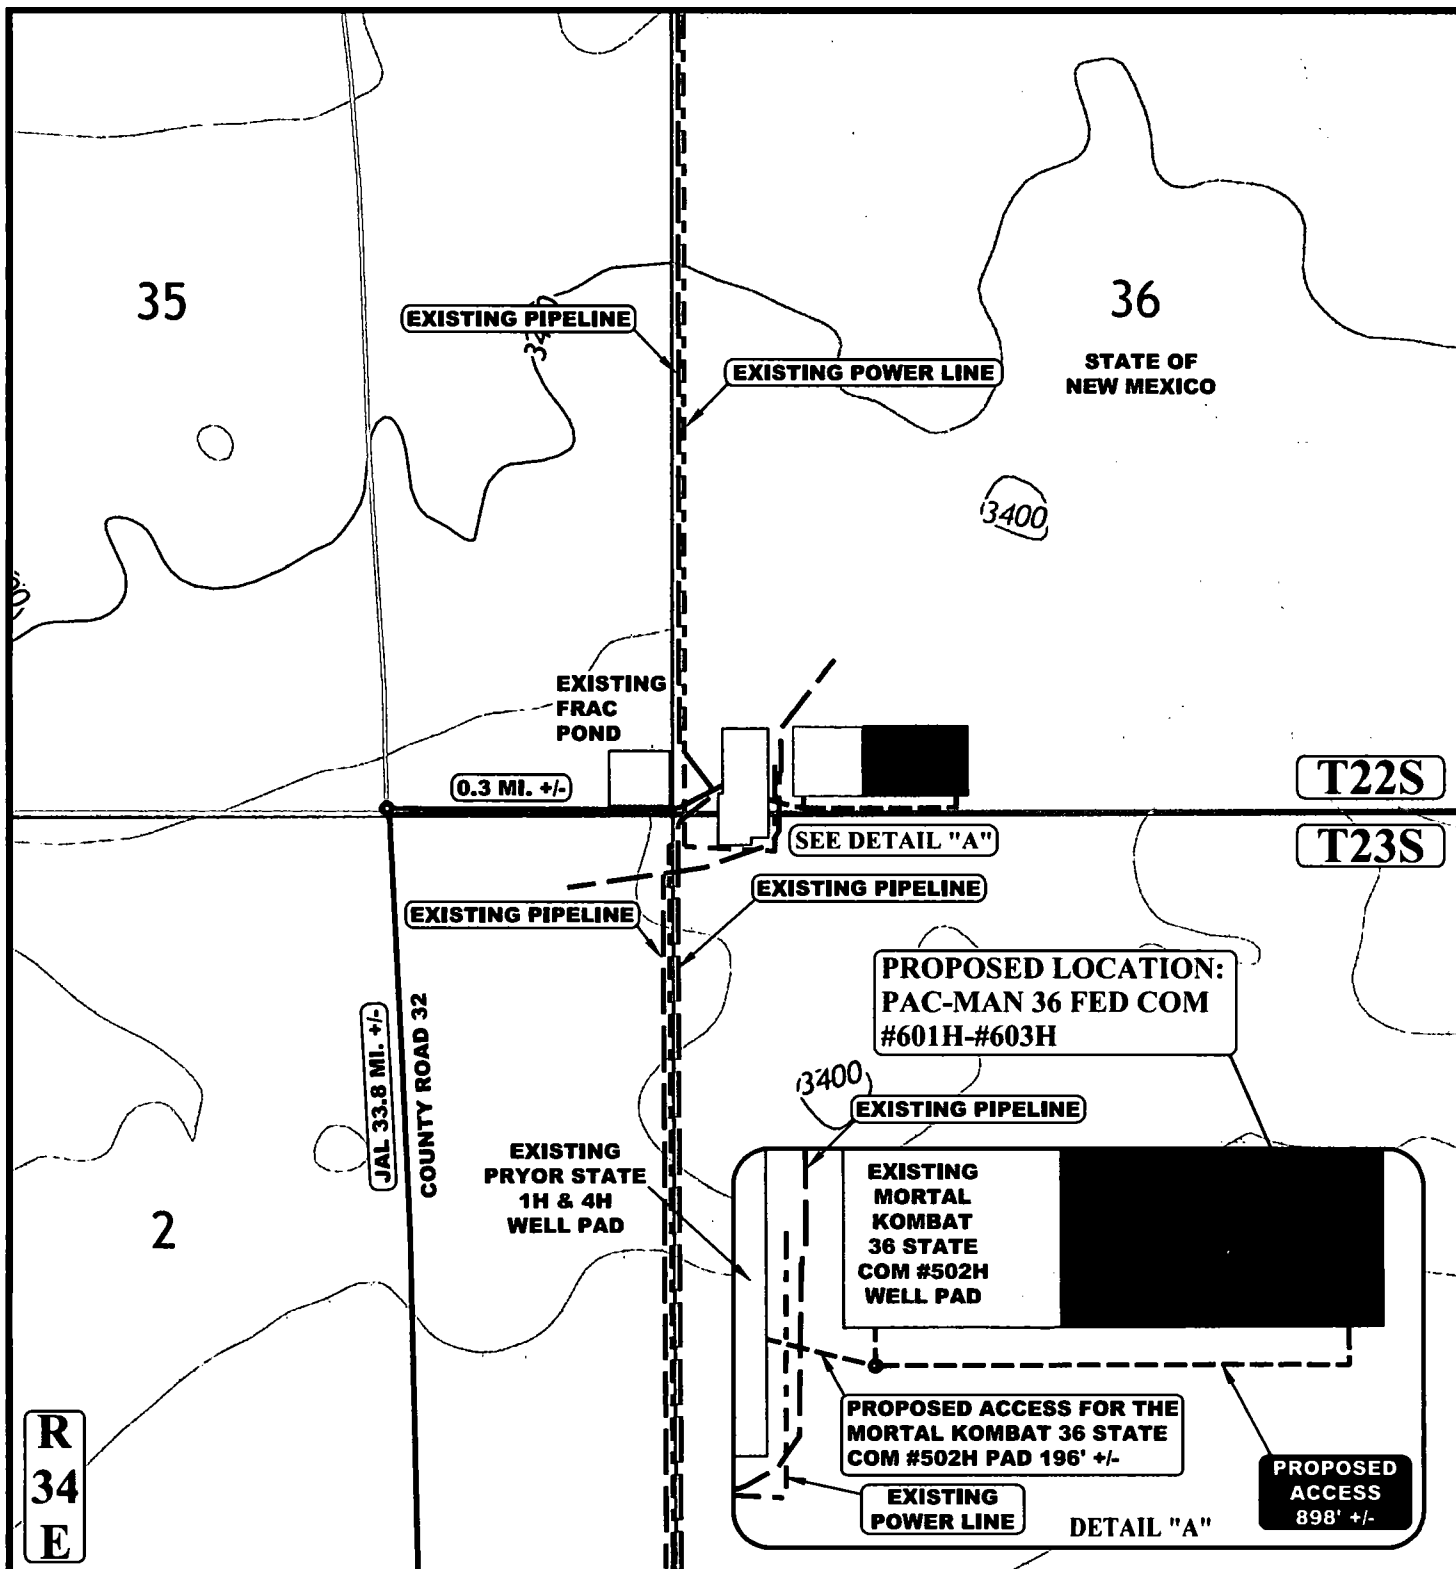 35
EXISTING PIPELINE
36
STATE OF
NEW MEXICO
EXISTING POWER LINE
3400
EXISTING
FRAC
POND
0.3 MI. +/-
T22S
SEE DETAIL "A"
T23S
EXISTING PIPELINE
EXISTING PIPELINE
PROPOSED LOCATION:
PAC-MAN 36 FED COM
#601H-#603H
JAL 33.8 MI. +/-
COUNTY ROAD 32
3400
EXISTING PIPELINE
EXISTING
PRYOR STATE
1H & 4H
WELL PAD
2
EXISTING
MORTAL
KOMBAT
36 STATE
COM #502H
WELL PAD
PROPOSED ACCESS FOR THE
MORTAL KOMBAT 36 STATE
COM #502H PAD 196' +/-
EXISTING
POWER LINE
PROPOSED
ACCESS
898' +/-
DETAIL "A"
R
34
E